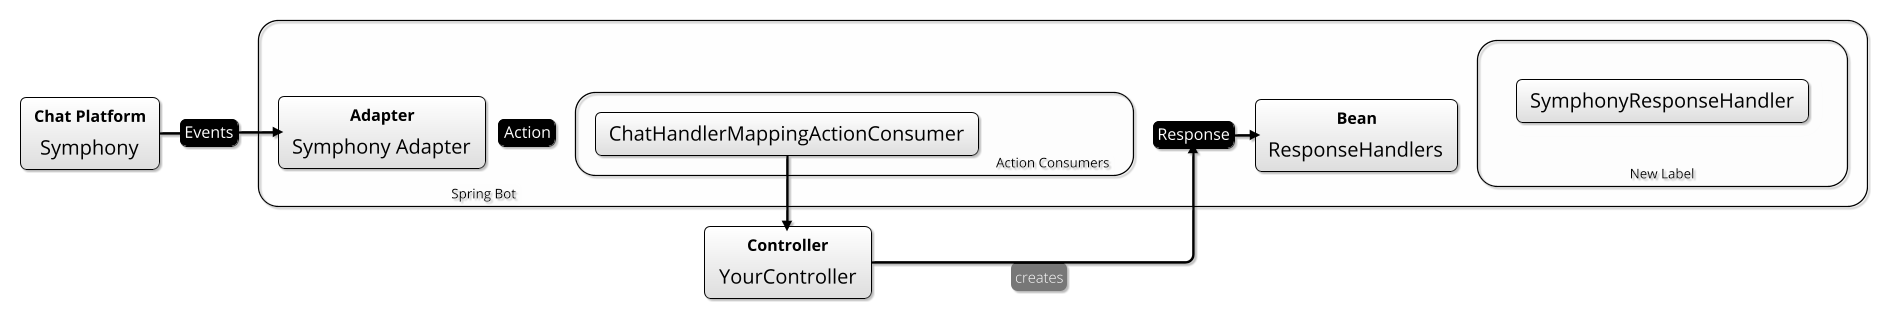 Chat Platform
Symphony
Events
Adapter
Symphony Adapter
Action
ChatHandlerMappingActionConsumer
Action Consumers
Response
Bean
ResponseHandlers
SymphonyResponseHandler
New Label
Spring Bot
Controller
YourController
creates